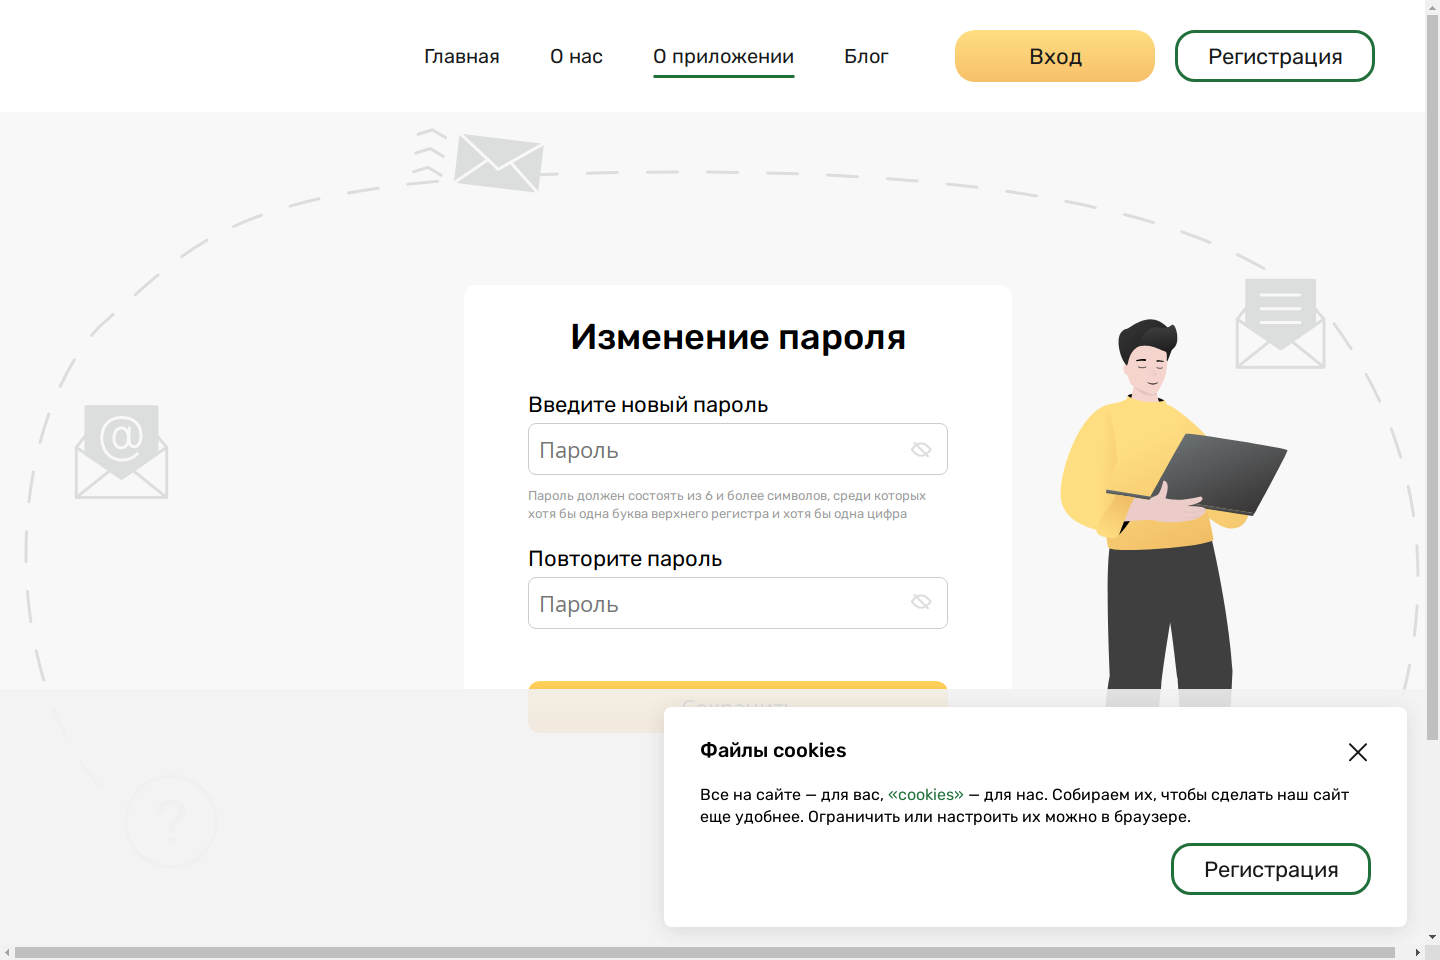 Главная О нас О приложении Блог Вход Регистрация
Изменение пароля
Введите новый пароль
Пароль
Пароль должен состоять из 6 и более символов, среди которых
хотя бы одна буква верхнего регистра и хотя бы одна цифра
Повторите пароль
Пароль
Сохранить
Файлы cookies
Все на сайте — для вас, «cookies» — для нас. Собираем их, чтобы сделать наш сайт
еще удобнее. Ограничить или настроить их можно в браузере.
Регистрация